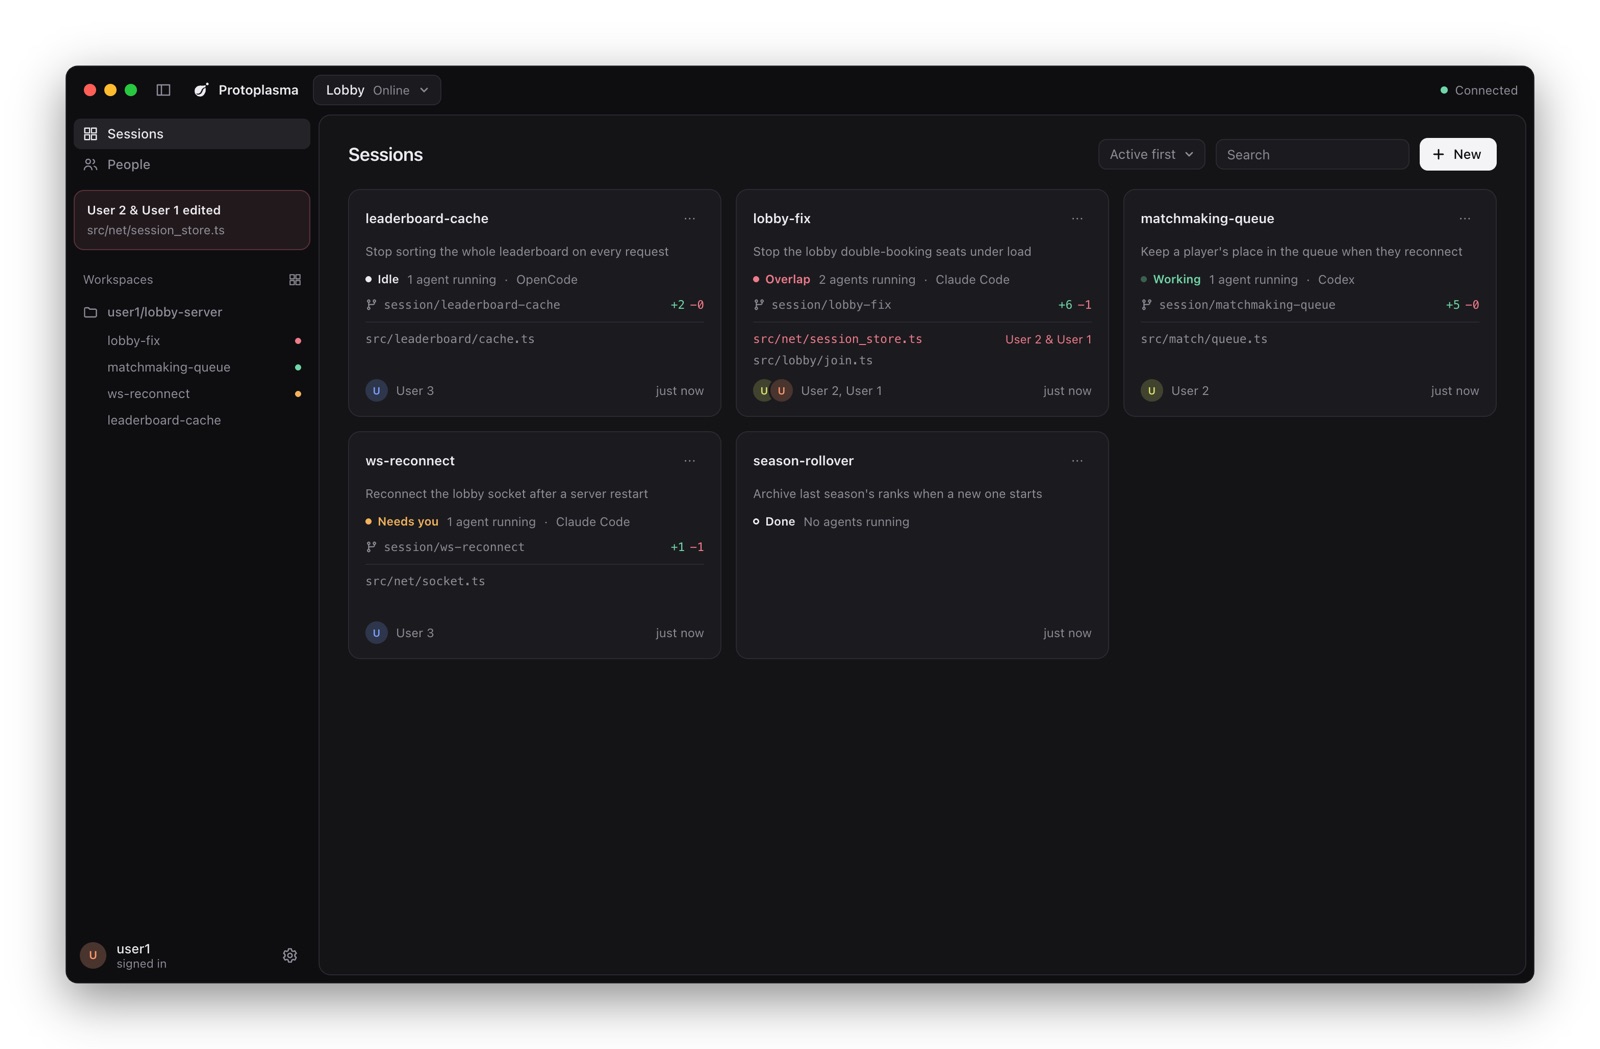 Protoplasma
Lobby Online
Connected
Sessions
People
User 2 & User 1 edited
src/net/session_store.ts
Workspaces
user1/lobby-server
lobby-fix
matchmaking-queue
ws-reconnect
leaderboard-cache
user1
signed in
Sessions
Active first
Search
+ New
leaderboard-cache ...
Stop sorting the whole leaderboard on every request
Idle 1 agent running · OpenCode
session/leaderboard-cache +2 −0
src/leaderboard/cache.ts
U User 3 just now
lobby-fix ...
Stop the lobby double-booking seats under load
Overlap 2 agents running · Claude Code
session/lobby-fix +6 −1
src/net/session_store.ts User 2 & User 1
src/lobby/join.ts
U U User 2, User 1 just now
matchmaking-queue ...
Keep a player's place in the queue when they reconnect
Working 1 agent running · Codex
session/matchmaking-queue +5 −0
src/match/queue.ts
U User 2 just now
ws-reconnect ...
Reconnect the lobby socket after a server restart
Needs you 1 agent running · Claude Code
session/ws-reconnect +1 −1
src/net/socket.ts
U User 3 just now
season-rollover ...
Archive last season's ranks when a new one starts
Done No agents running
just now
U